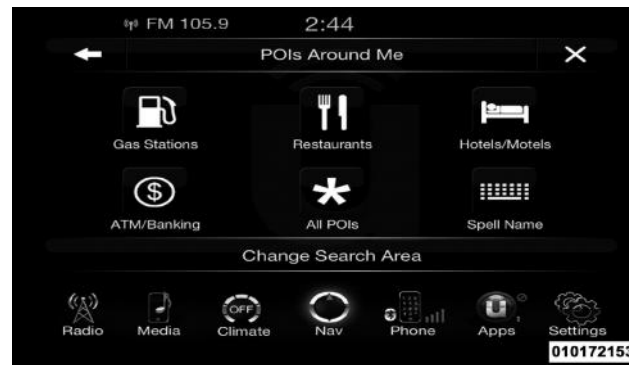 FM 105.9 2:44
POIs Around Me
Gas Stations Restaurants Hotels/Motels
ATM/Banking All POIs Spell Name
Change Search Area
OFF
Radio Media Climate Nav Phone Apps Settings
010172153